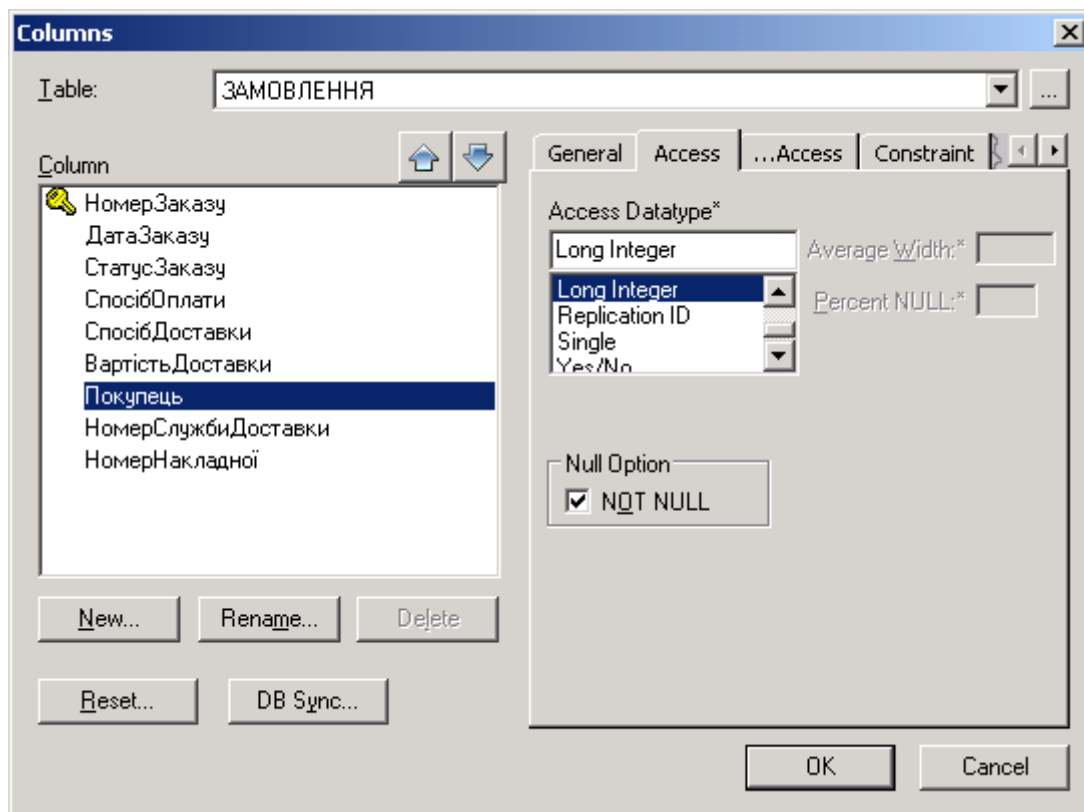 Columns
Table:
ЗАМОВЛЕННЯ
...
Column
НомерЗаказу
ДатаЗаказу
СтатусЗаказу
СпосібОплати
СпосібДоставки
ВартістьДоставки
Покупець
НомерСлужбиДоставки
НомерНакладної
New...
Rename...
Delete
Reset...
DB Sync...
General
Access
...Access
Constraint
Access Datatype*
Long Integer
Average Width:*
Long Integer
Replication ID
Single
Yes/No
Percent NULL:*
Null Option
NOT NULL
OK
Cancel